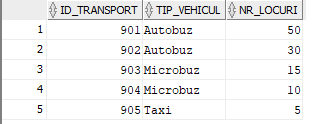 ID_TRANSPORT TIP_VEHICUL NR_LOCURI
1 901 Autobuz 50
2 902 Autobuz 30
3 903 Microbuz 15
4 904 Microbuz 10
5 905 Taxi 5